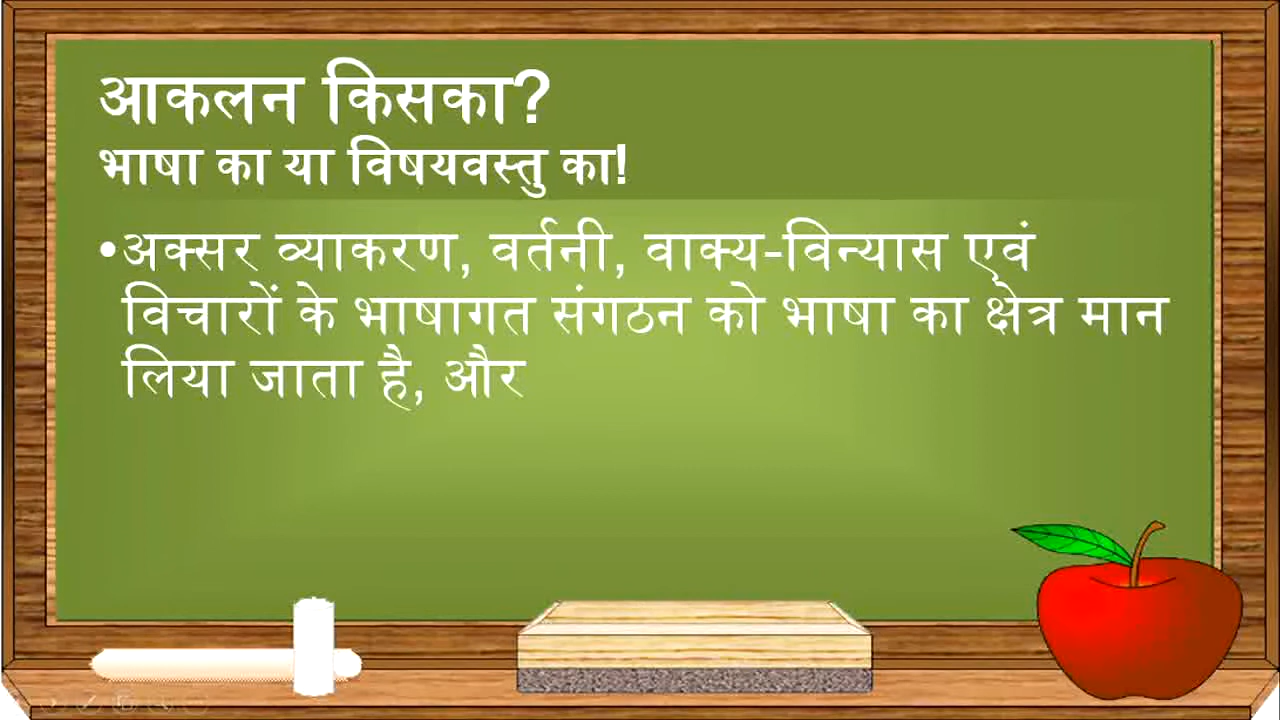 आकलन किसका?
भाषा का या विषयवस्तु का!
•अक्सर व्याकरण, वर्तनी, वाक्य-विन्यास एवं
विचारों के भाषागत संगठन को भाषा का क्षेत्र मान
लिया जाता है, और